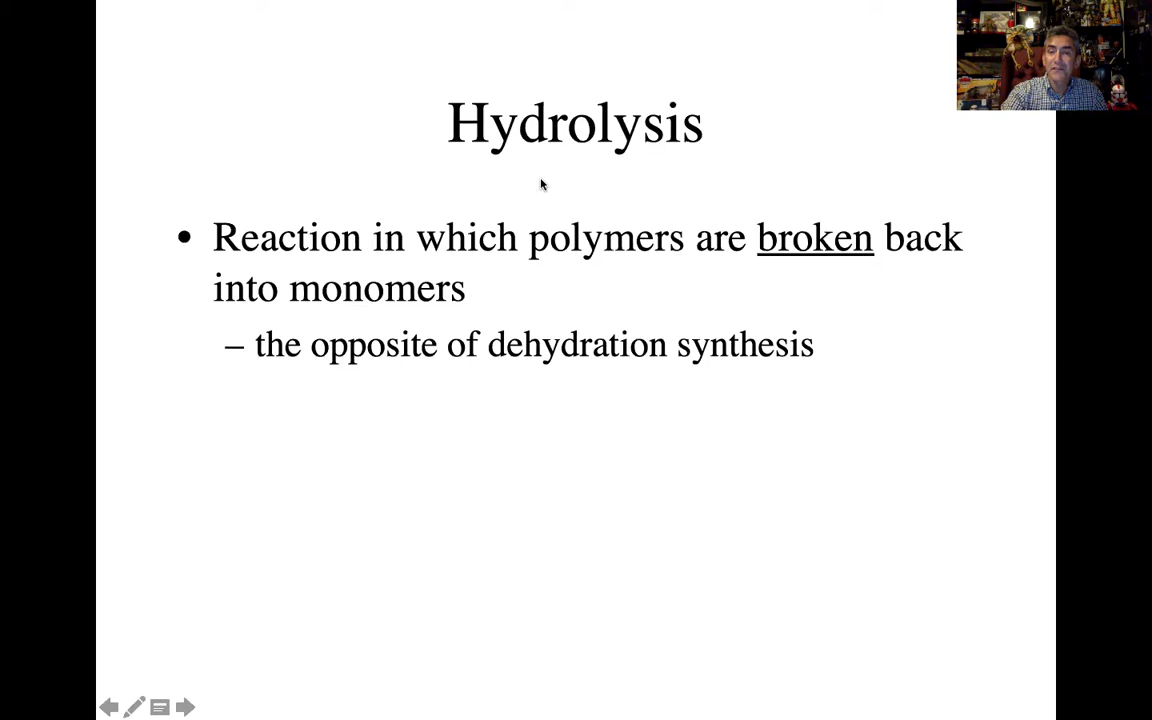 Hydrolysis
• Reaction in which polymers are broken back
into monomers
– the opposite of dehydration synthesis